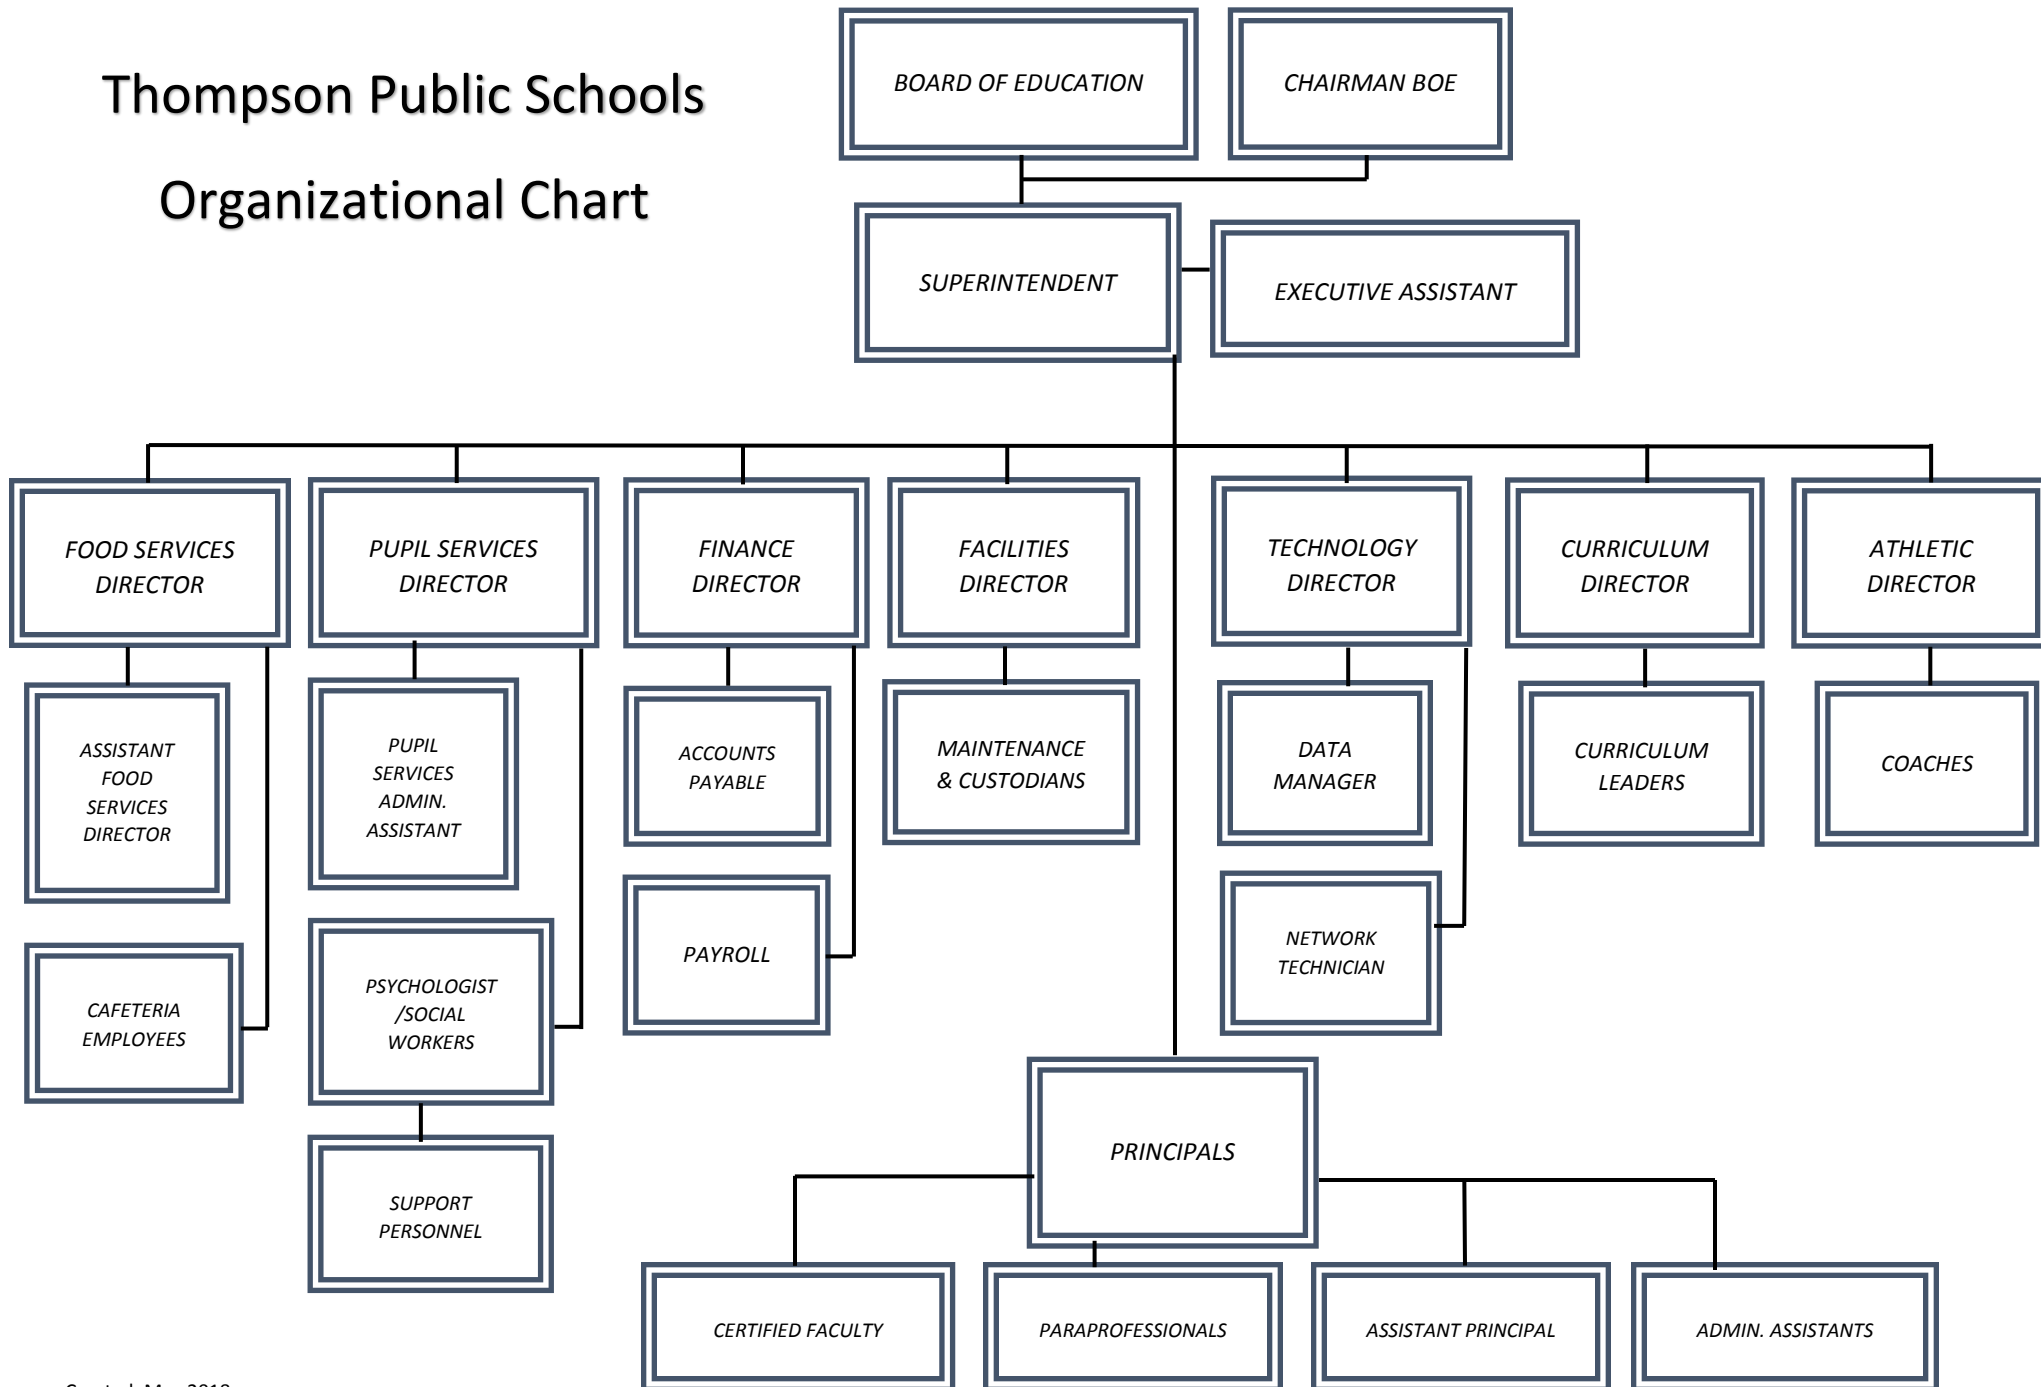 Thompson Public Schools
Organizational Chart
BOARD OF EDUCATION
CHAIRMAN BOE
SUPERINTENDENT
EXECUTIVE ASSISTANT
FOOD SERVICES
DIRECTOR
PUPIL SERVICES
DIRECTOR
FINANCE
DIRECTOR
FACILITIES
DIRECTOR
TECHNOLOGY
DIRECTOR
CURRICULUM
DIRECTOR
ATHLETIC
DIRECTOR
ASSISTANT
FOOD
SERVICES
DIRECTOR
PUPIL
SERVICES
ADMIN.
ASSISTANT
ACCOUNTS
PAYABLE
MAINTENANCE
& CUSTODIANS
DATA
MANAGER
CURRICULUM
LEADERS
COACHES
CAFETERIA
EMPLOYEES
PSYCHOLOGIST
/SOCIAL
WORKERS
PAYROLL
NETWORK
TECHNICIAN
SUPPORT
PERSONNEL
PRINCIPALS
CERTIFIED FACULTY
PARAPROFESSIONALS
ASSISTANT PRINCIPAL
ADMIN. ASSISTANTS